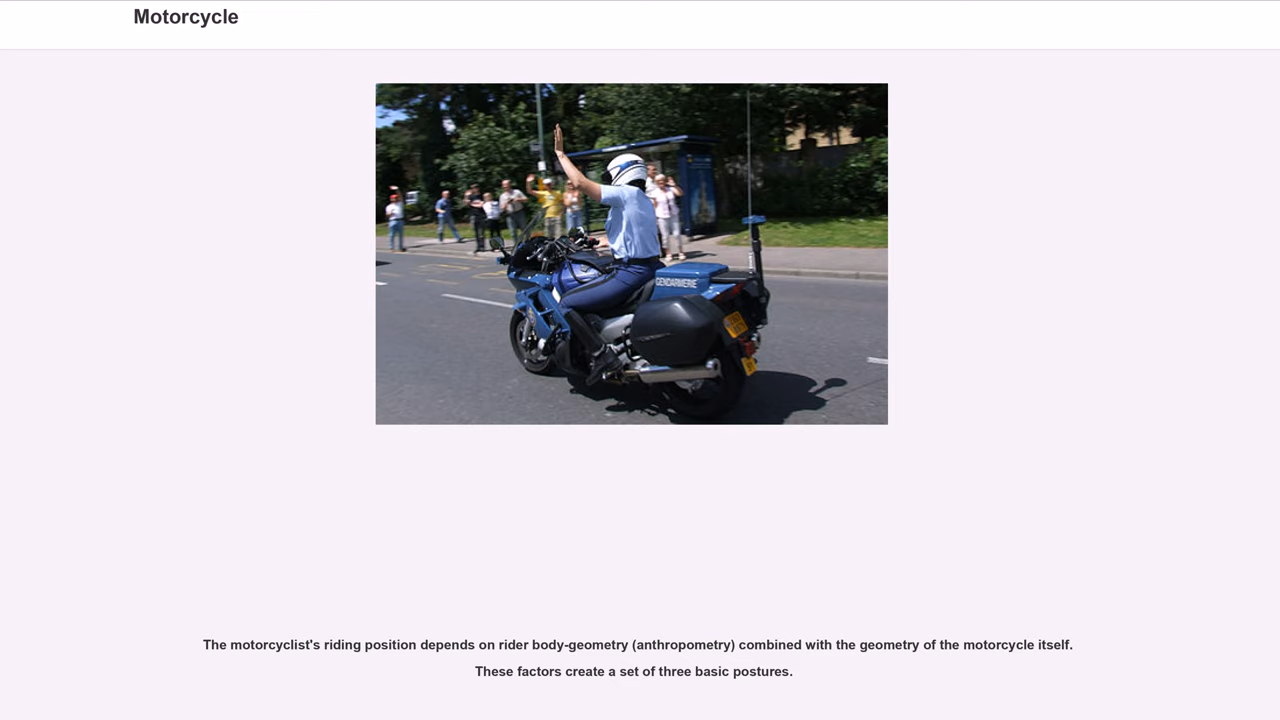 Motorcycle
GENDARMERIE
The motorcyclist's riding position depends on rider body-geometry (anthropometry) combined with the geometry of the motorcycle itself.
These factors create a set of three basic postures.